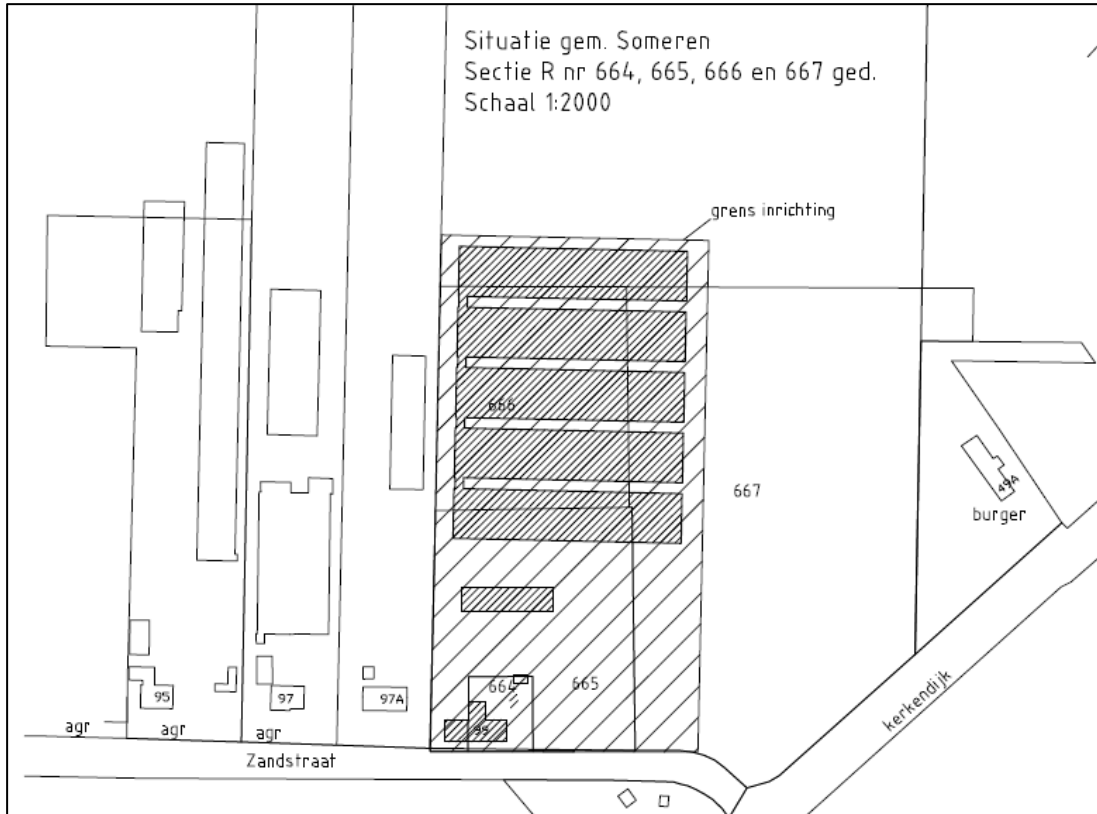 Situatie gem. Someren
Sectie R nr 664, 665, 666 en 667 ged.
Schaal 1:2000
grens inrichting
666
667
49A
burger
664
665
95
97
97A
99
kerkendijk
agr
agr
agr
Zandstraat